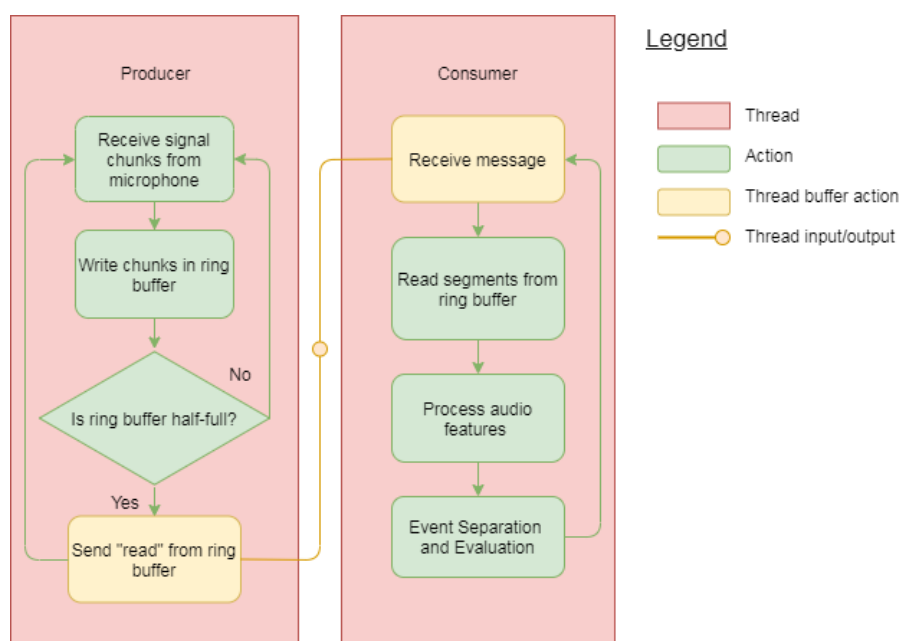 Producer
Receive signal
chunks from
microphone
Write chunks in ring
buffer
Is ring buffer half-full?
No
Yes
Send "read" from ring
buffer
Consumer
Receive message
Read segments from
ring buffer
Process audio
features
Event Separation
and Evaluation
Legend
Thread
Action
Thread buffer action
Thread input/output